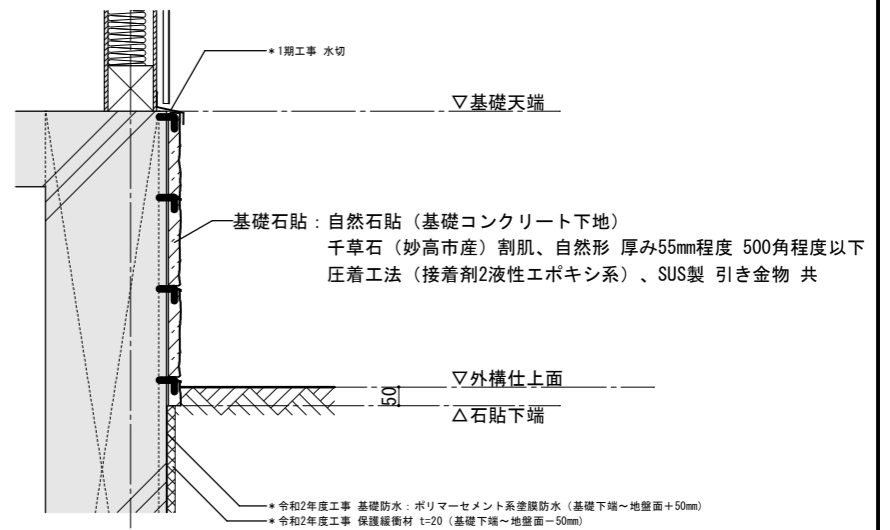 ＊1期工事 水切
▽基礎天端
基礎石貼：自然石貼（基礎コンクリート下地）
千草石（妙高市産）割肌、自然形 厚み55mm程度 500角程度以下
圧着工法（接着剤2液性エポキシ系）、SUS製 引き金物 共
▽外構仕上面
50
△石貼下端
＊令和2年度工事 基礎防水：ポリマーセメント系塗膜防水（基礎下端～地盤面＋50mm）
＊令和2年度工事 保護緩衝材 t=20（基礎下端～地盤面－50mm）